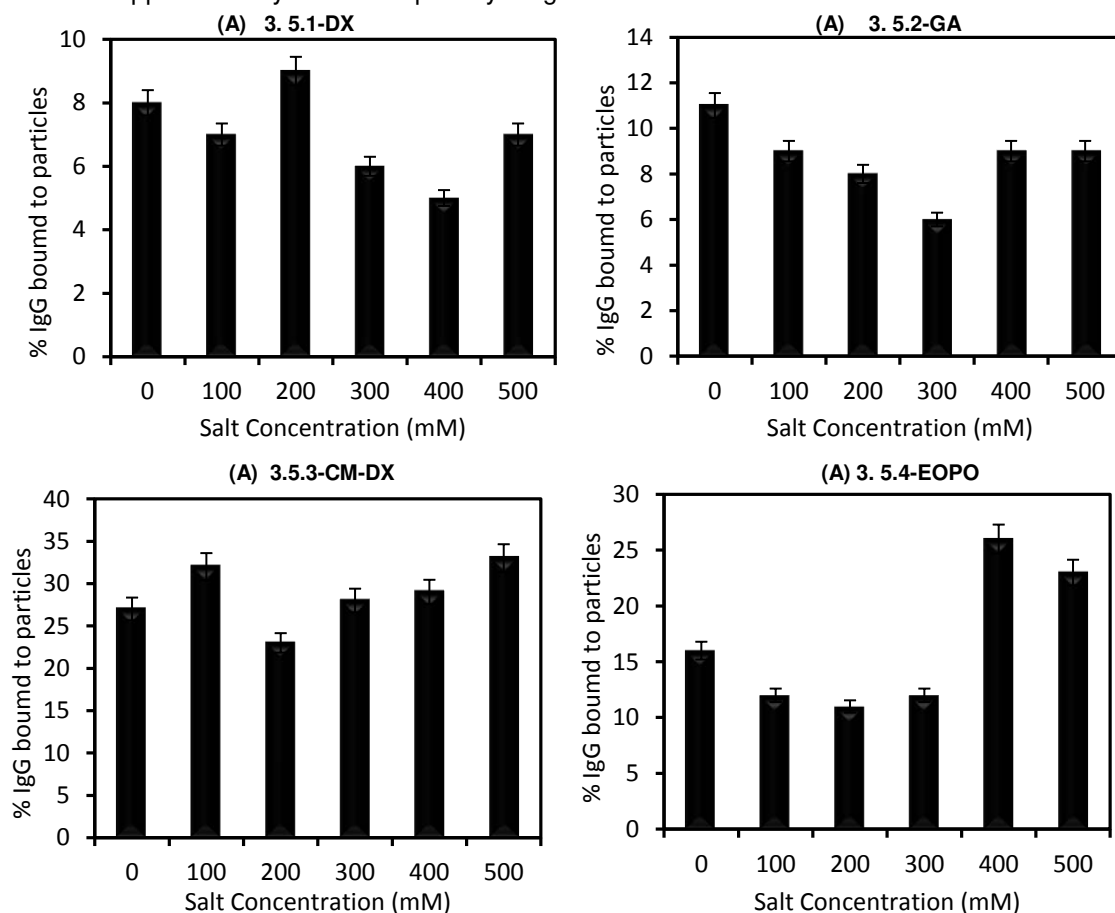 (A) 3. 5.1-DX
% IgG boumd to particles
10
8
6
4
2
0
0 100 200 300 400 500
Salt Concentration (mM)
(A) 3. 5.2-GA
% IgG boumd to particles
14
12
10
8
6
4
2
0
0 100 200 300 400 500
Salt Concentration (mM)
(A) 3.5.3-CM-DX
% IgG boumd to particles
40
35
30
25
20
15
10
5
0
0 100 200 300 400 500
Salt Concentration (mM)
(A) 3. 5.4-EOPO
% IgG boumd to particles
30
25
20
15
10
5
0
0 100 200 300 400 500
Salt Concentration (mM)